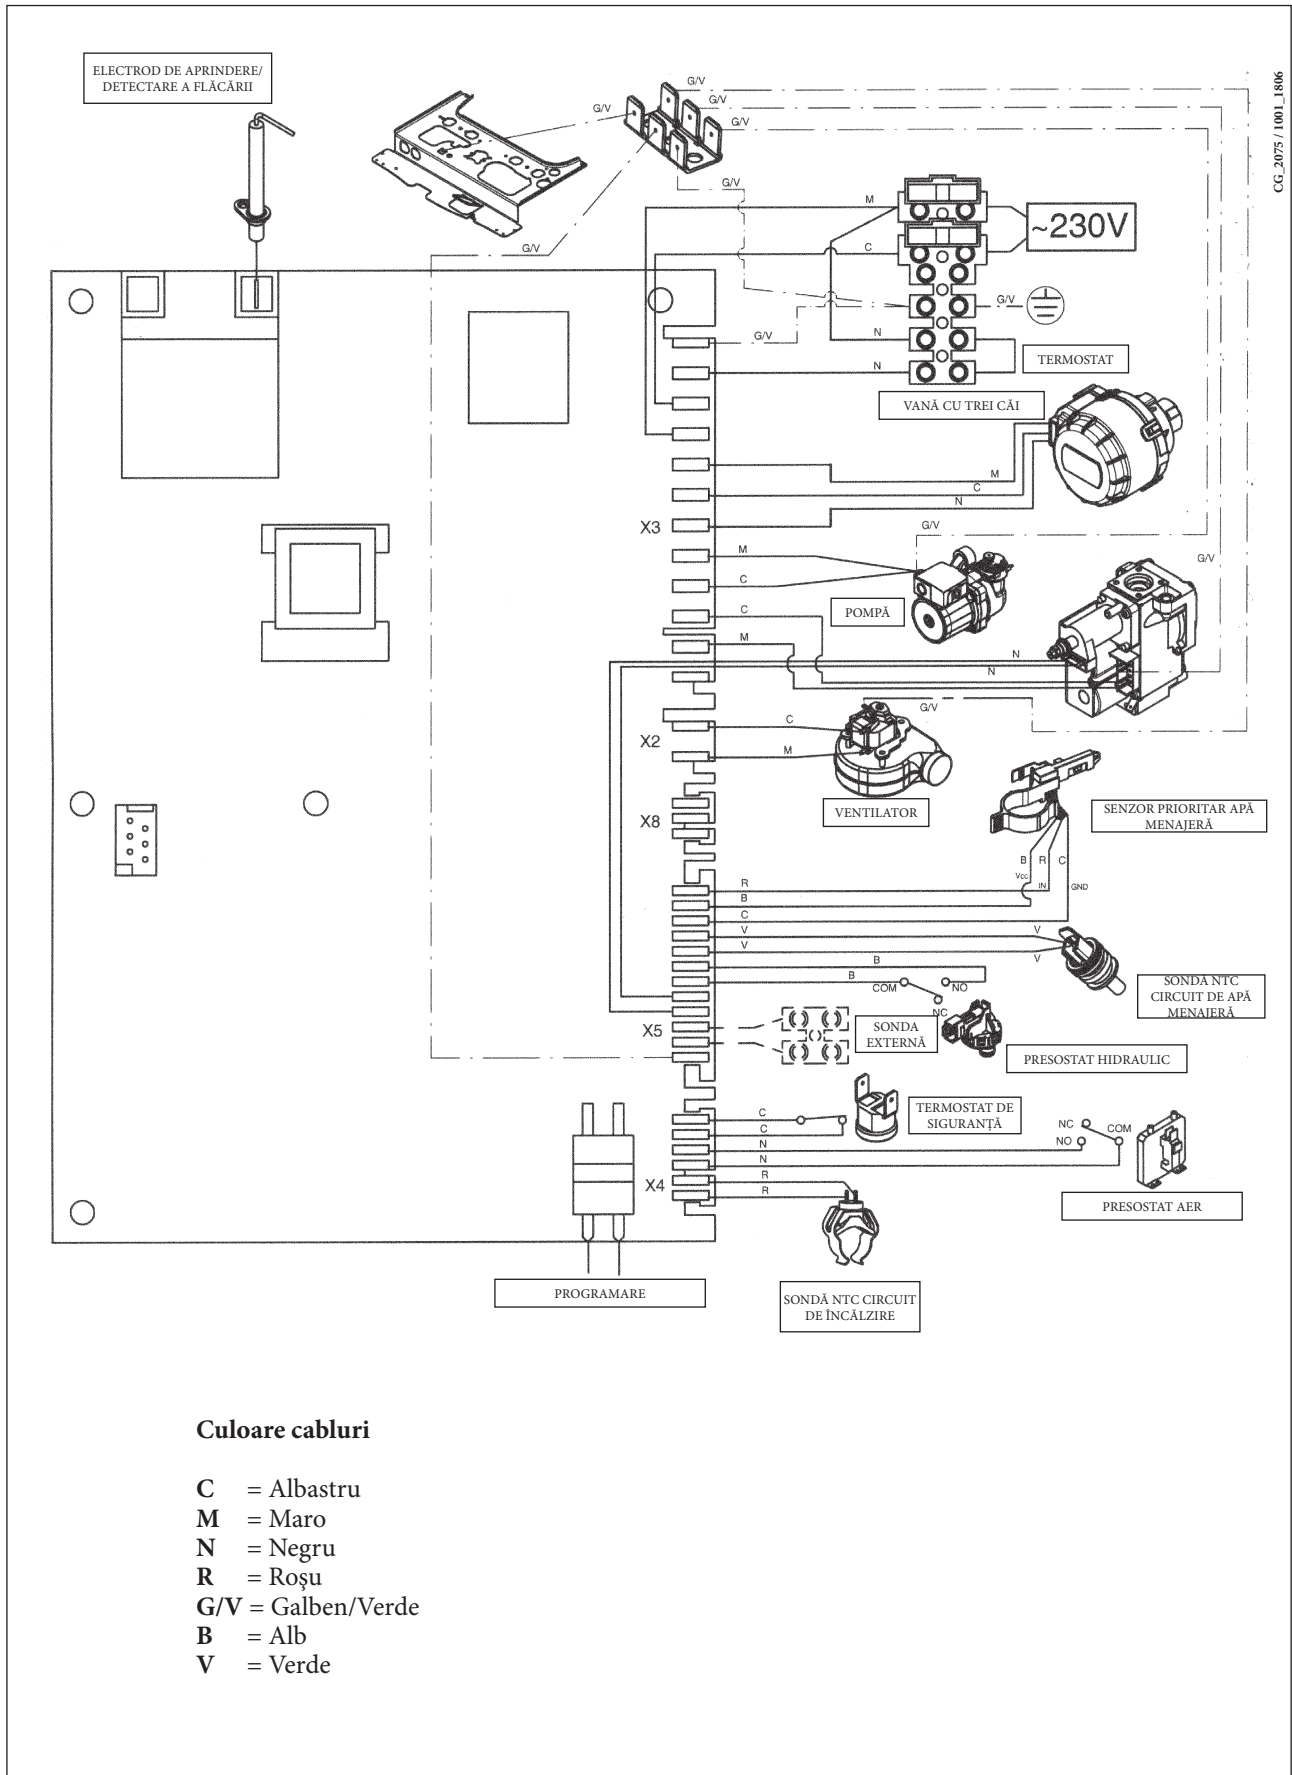 ELECTROD DE APRINDERE/
DETECTARE A FLĂCĂRII
CG_2075 / 1001_1806
G/V
G/V
G/V
G/V
G/V
G/V
M
~230V
C
G/V
G/V
N
TERMOSTAT
N
VANĂ CU TREI CĂI
M
C
N
X3
G/V
M
G/V
C
POMPĂ
C
M
N
N
G/V
C
X2
M
VENTILATOR
SENZOR PRIORITAR APĂ
MENAJERĂ
X8
B
R
C
Vcc
IN
GND
R
B
C
V
V
V
V
B
B
COM
NO
NC
SONDĂ NTC
CIRCUIT DE APĂ
MENAJERĂ
X5
SONDA
EXTERNĂ
PRESOSTAT HIDRAULIC
C
C
TERMOSTAT DE
SIGURANȚĂ
NC
COM
NO
N
N
X4
R
R
PRESOSTAT AER
PROGRAMARE
SONDĂ NTC CIRCUIT
DE ÎNCĂLZIRE
Culoare cabluri
C = Albastru
M = Maro
N = Negru
R = Roşu
G/V = Galben/Verde
B = Alb
V = Verde